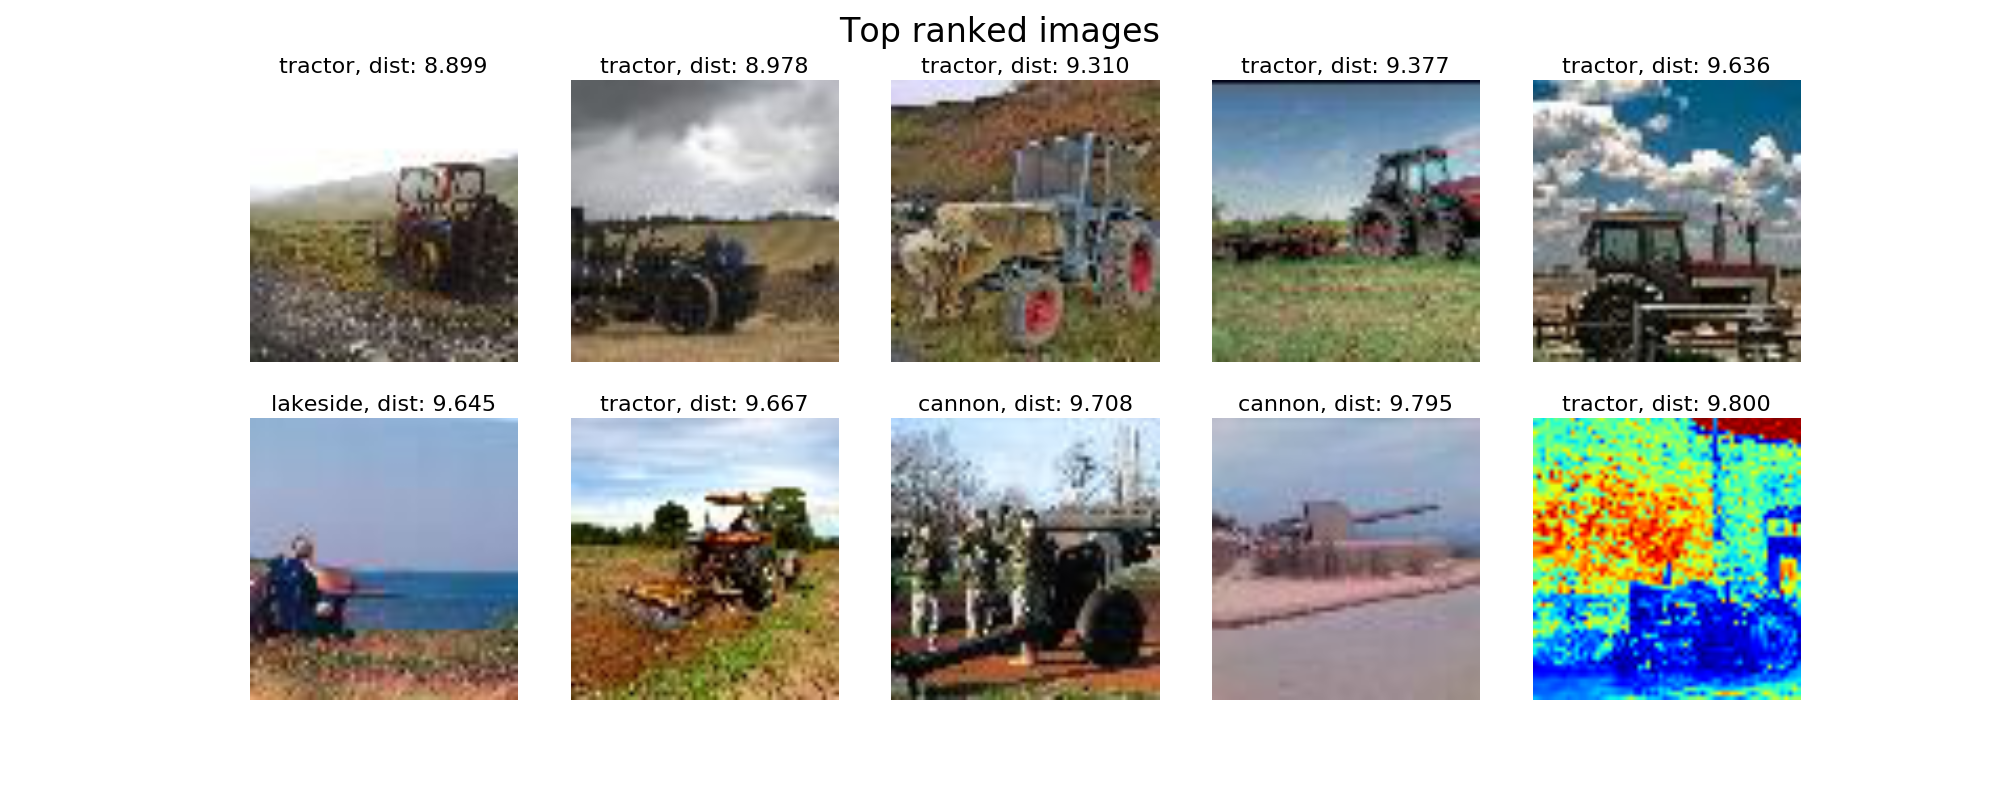 Top ranked images
tractor, dist: 8.899
tractor, dist: 8.978
tractor, dist: 9.310
tractor, dist: 9.377
tractor, dist: 9.636
lakeside, dist: 9.645
tractor, dist: 9.667
cannon, dist: 9.708
cannon, dist: 9.795
tractor, dist: 9.800